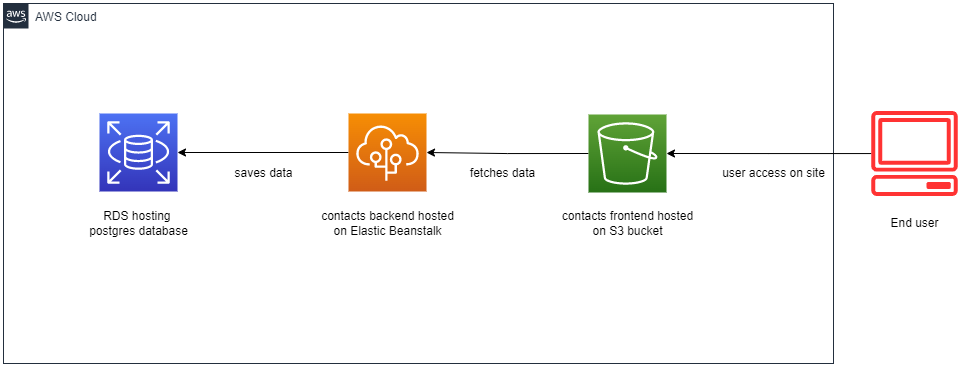 aws
AWS Cloud
saves data
fetches data
user access on site
RDS hosting
postgres database
contacts backend hosted
on Elastic Beanstalk
contacts frontend hosted
on S3 bucket
End user